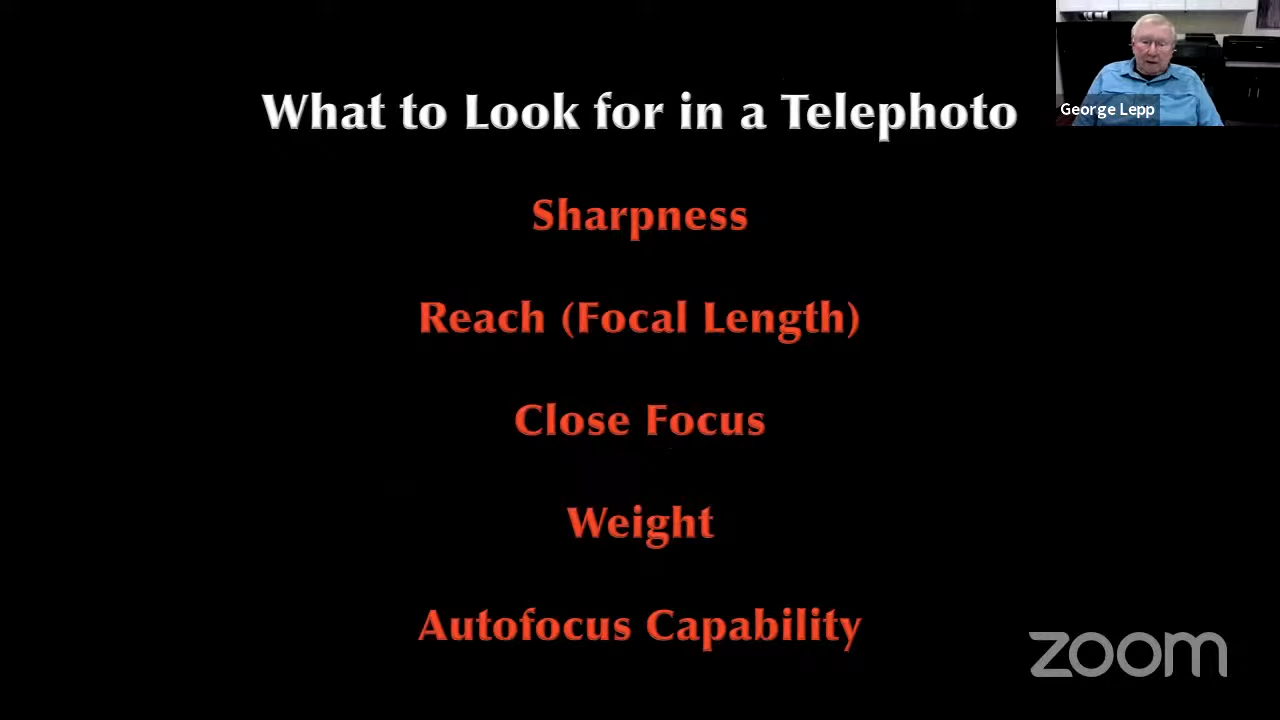 What to Look for in a Telephoto
George Lepp
Sharpness
Reach (Focal Length)
Close Focus
Weight
Autofocus Capability
zoom